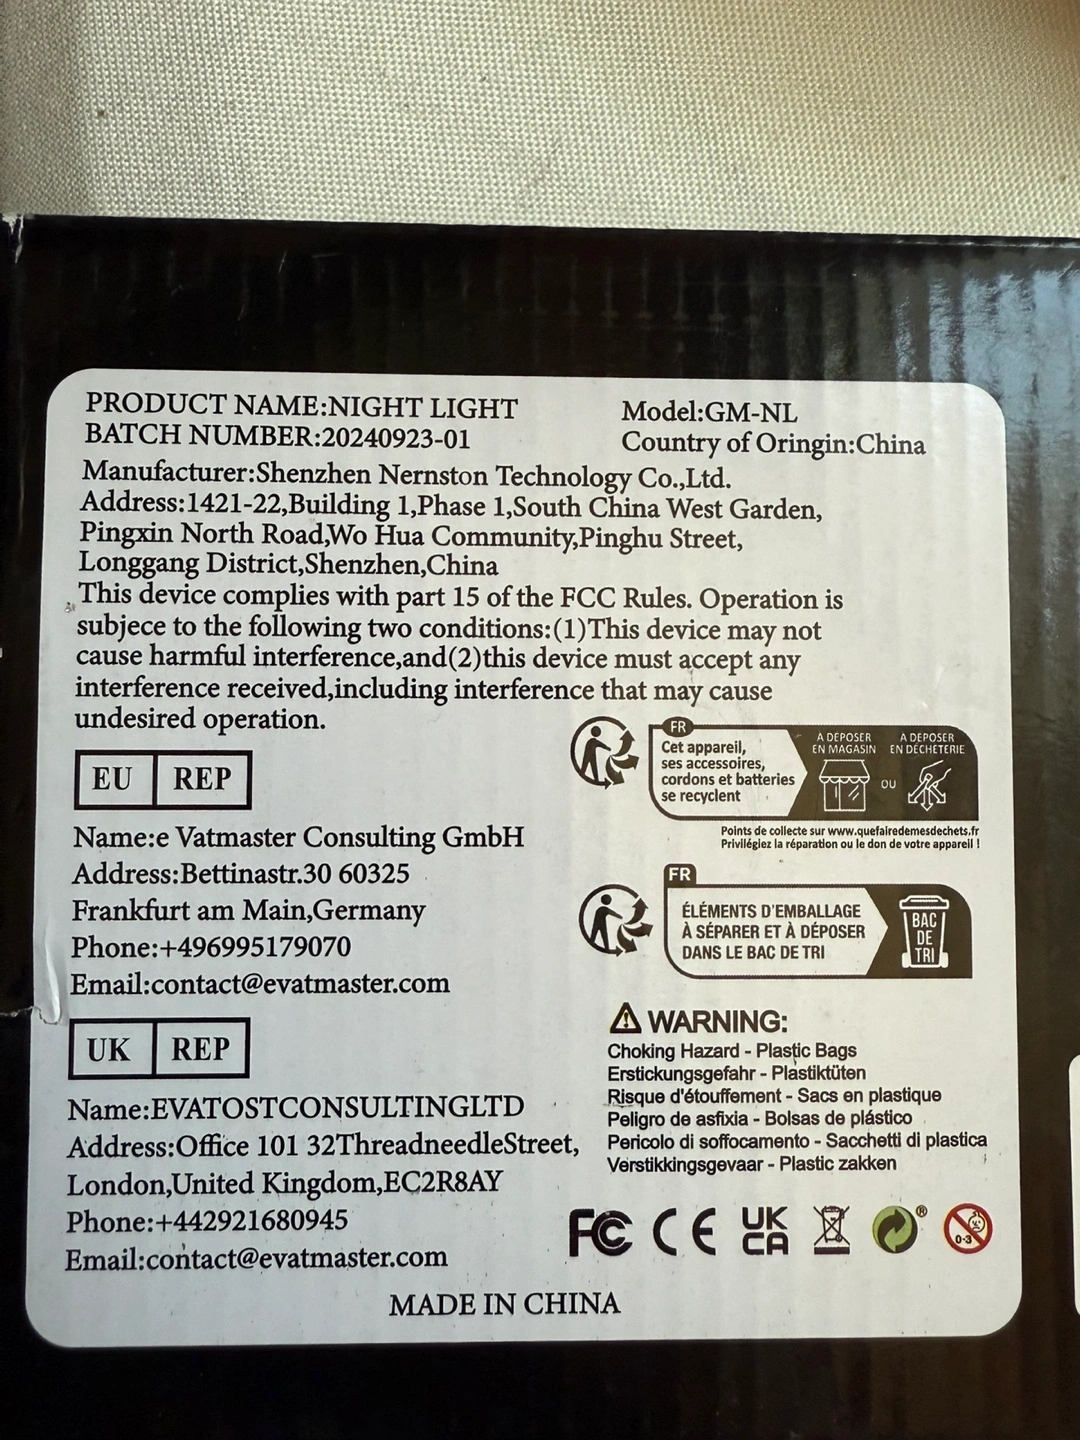 PRODUCT NAME:NIGHT LIGHT
Model:GM-NL
BATCH NUMBER:20240923-01
Country of Oringin:China
Manufacturer:Shenzhen Nernston Technology Co.,Ltd.
Address:1421-22,Building 1,Phase 1,South China West Garden,
Pingxin North Road,Wo Hua Community,Pinghu Street,
Longgang District,Shenzhen,China
This device complies with part 15 of the FCC Rules. Operation is
subjece to the following two conditions:(1)This device may not
cause harmful interference,and(2)this device must accept any
interference received,including interference that may cause
undesired operation.
EU REP
Name:e Vatmaster Consulting GmbH
Address:Bettinastr.30 60325
Frankfurt am Main,Germany
Phone:+496995179070
Email:contact@evatmaster.com
UK REP
Name:EVATOSTCONSULTINGLTD
Address:Office 101 32ThreadneedleStreet,
London,United Kingdom,EC2R8AY
Phone:+442921680945
Email:contact@evatmaster.com
FR
Cet appareil,
ses accessoires,
cordons et batteries
se recyclent
A DEPOSER
EN MAGASIN
OU
A DEPOSER
EN DECHETERIE
Points de collecte sur www.quefairedemesdechets.fr
Privilégiez la réparation ou le don de votre appareil !
FR
ÉLÉMENTS D'EMBALLAGE
À SÉPARER ET À DÉPOSER
DANS LE BAC DE TRI
BAC
DE
TRI
WARNING:
Choking Hazard - Plastic Bags
Erstickungsgefahr - Plastiktüten
Risque d'étouffement - Sacs en plastique
Peligro de asfixia - Bolsas de plástico
Pericolo di soffocamento - Sacchetti di plastica
Verstikkingsgevaar - Plastic zakken
FC CE UK
CA
®
0-3
MADE IN CHINA